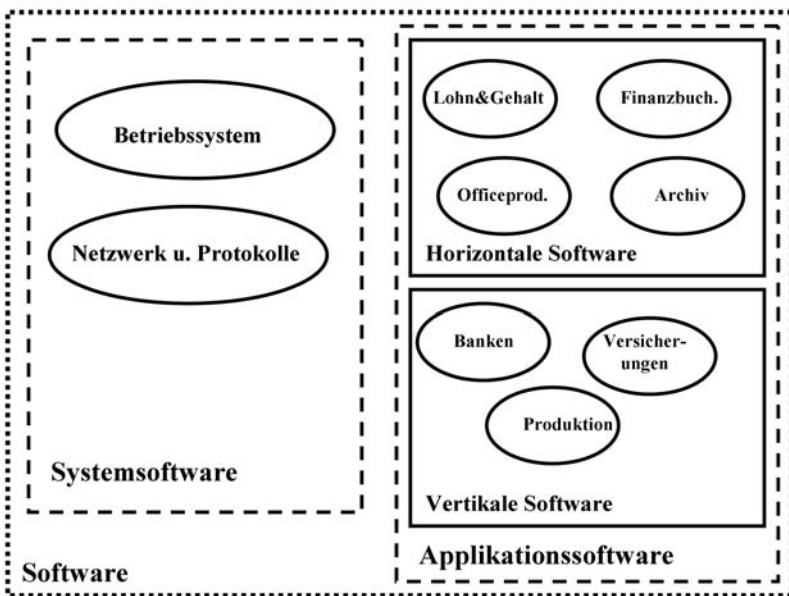 Betriebssystem
Netzwerk u. Protokolle
Systemsoftware
Lohn&Gehalt
Finanzbuch.
Officeprod.
Archiv
Horizontale Software
Banken
Versicher-
ungen
Produktion
Vertikale Software
Applikationssoftware
Software